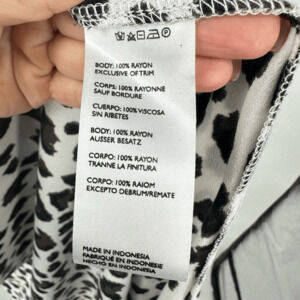 BODY: 100% RAYON
EXCLUSIVE OF TRIM
CORPS: 100% RAYONNE
SAUF BORDURE
CUERPO: 100% VISCOSA
SIN RIBETES
BODY: 100% RAYON
AUSSER BESATZ
CORPO: 100% RAYON
TRANNE LA FINITURA
CORPO: 100% RAIOM
EXCEPTO DEBRUM/REMATE
MADE IN INDONESIA
FABRIQUÉ EN INDONESIE
HECHO EN INDONESIA